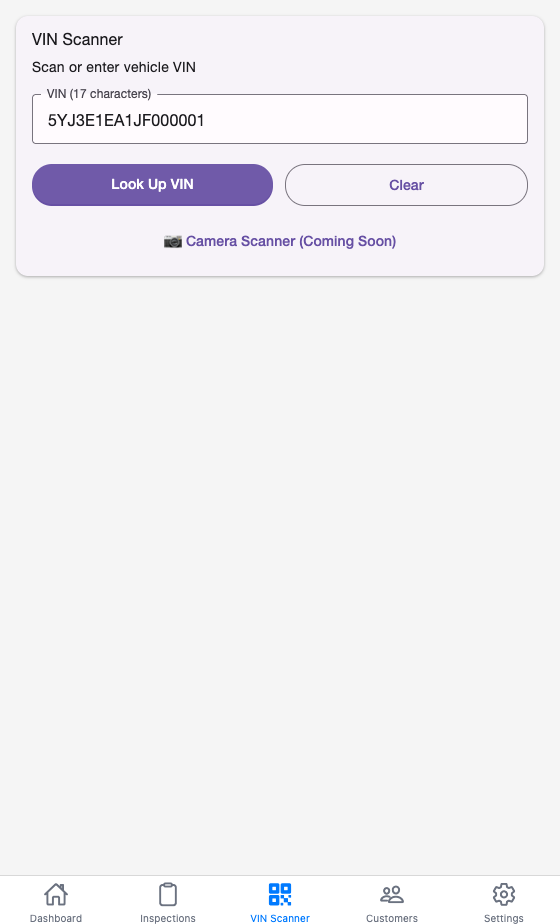 VIN Scanner
Scan or enter vehicle VIN
VIN (17 characters)
5YJ3E1EA1JF000001
Look Up VIN
Clear
Camera Scanner (Coming Soon)
Dashboard
Inspections
VIN Scanner
Customers
Settings